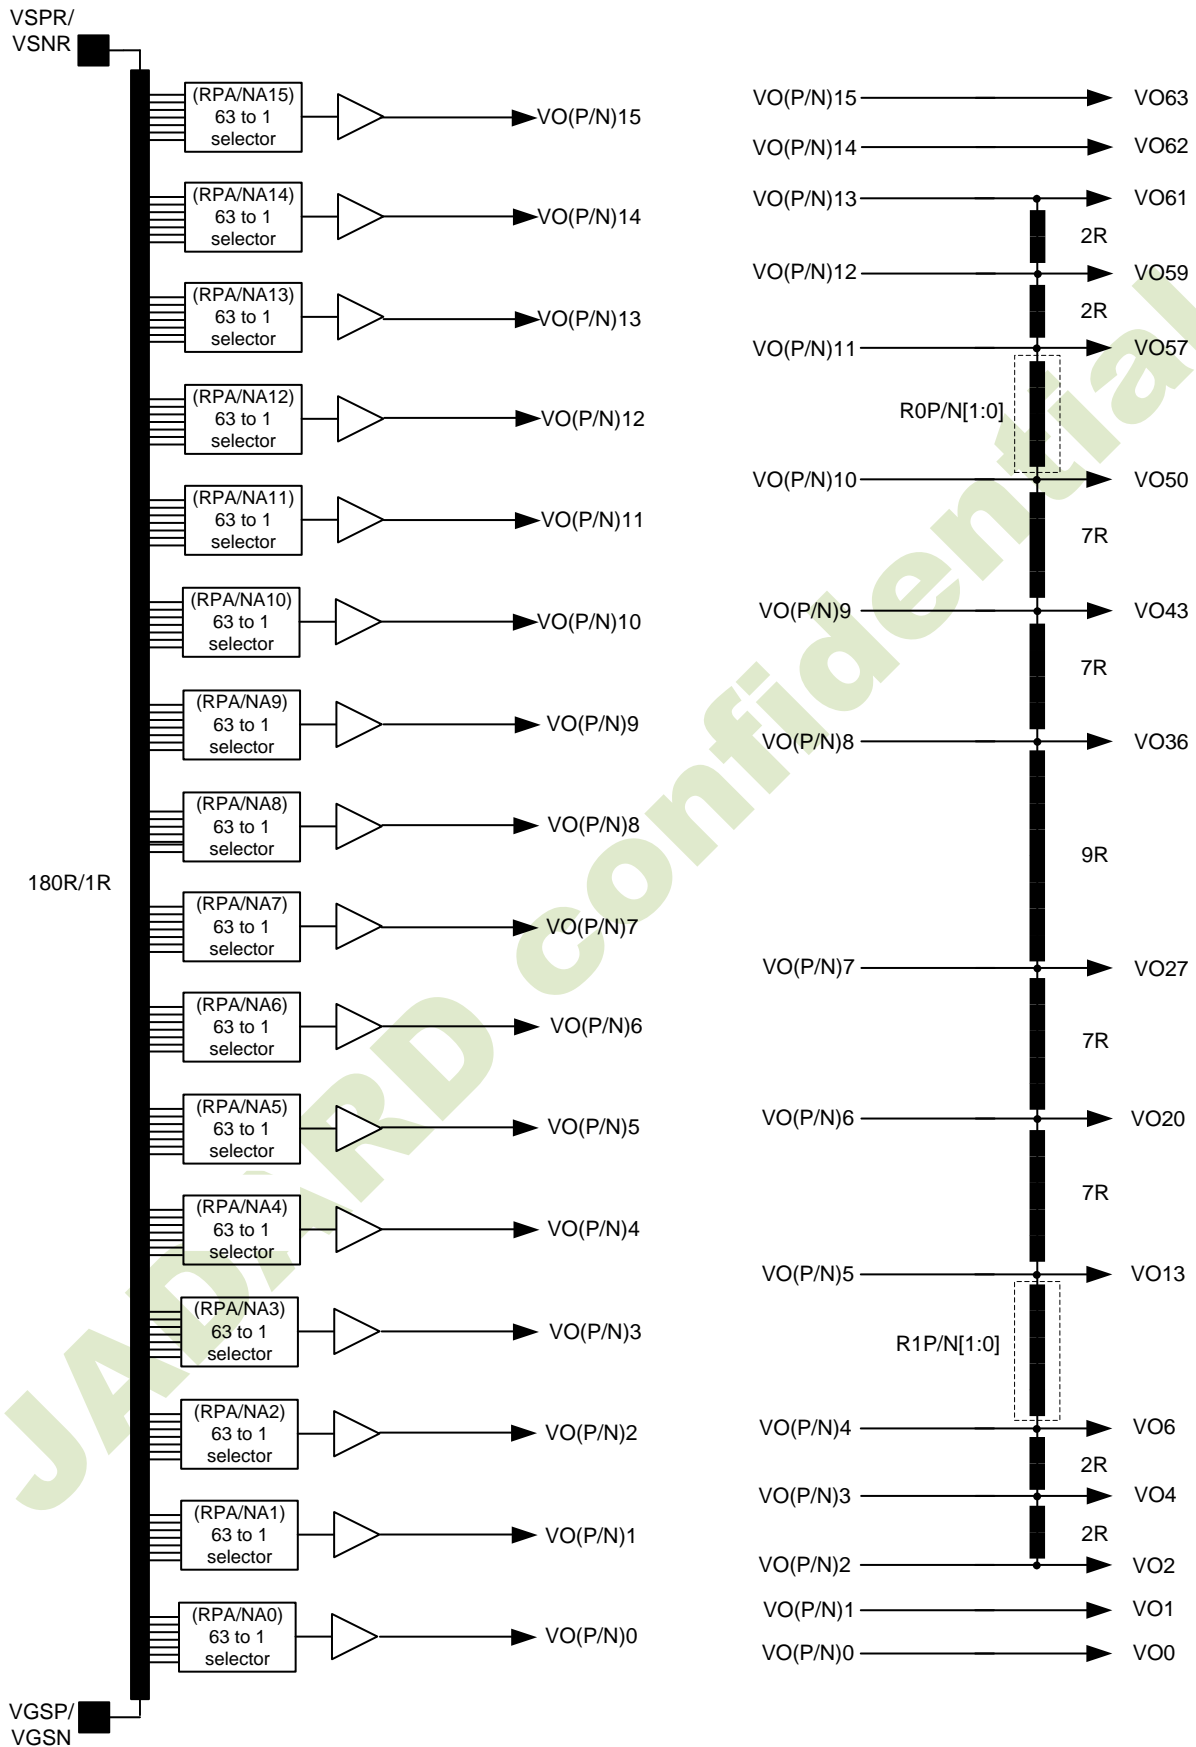 VSPR/
VSNR
(RPA/NA15)
63 to 1
selector
VO(P/N)15
(RPA/NA14)
63 to 1
selector
VO(P/N)14
(RPA/NA13)
63 to 1
selector
VO(P/N)13
(RPA/NA12)
63 to 1
selector
VO(P/N)12
(RPA/NA11)
63 to 1
selector
VO(P/N)11
(RPA/NA10)
63 to 1
selector
VO(P/N)10
(RPA/NA9)
63 to 1
selector
VO(P/N)9
(RPA/NA8)
63 to 1
selector
VO(P/N)8
180R/1R
(RPA/NA7)
63 to 1
selector
VO(P/N)7
(RPA/NA6)
63 to 1
selector
VO(P/N)6
(RPA/NA5)
63 to 1
selector
VO(P/N)5
(RPA/NA4)
63 to 1
selector
VO(P/N)4
(RPA/NA3)
63 to 1
selector
VO(P/N)3
(RPA/NA2)
63 to 1
selector
VO(P/N)2
(RPA/NA1)
63 to 1
selector
VO(P/N)1
(RPA/NA0)
63 to 1
selector
VO(P/N)0
VGSP/
VGSN
VO(P/N)15 VO63
VO(P/N)14 VO62
VO(P/N)13 VO61
2R
VO(P/N)12 VO59
2R
VO(P/N)11 VO57
R0P/N[1:0]
VO(P/N)10 VO50
7R
VO(P/N)9 VO43
7R
VO(P/N)8 VO36
9R
VO(P/N)7 VO27
7R
VO(P/N)6 VO20
7R
VO(P/N)5 VO13
R1P/N[1:0]
VO(P/N)4 VO6
2R
VO(P/N)3 VO4
2R
VO(P/N)2 VO2
VO(P/N)1 VO1
VO(P/N)0 VO0
JADARD confidential